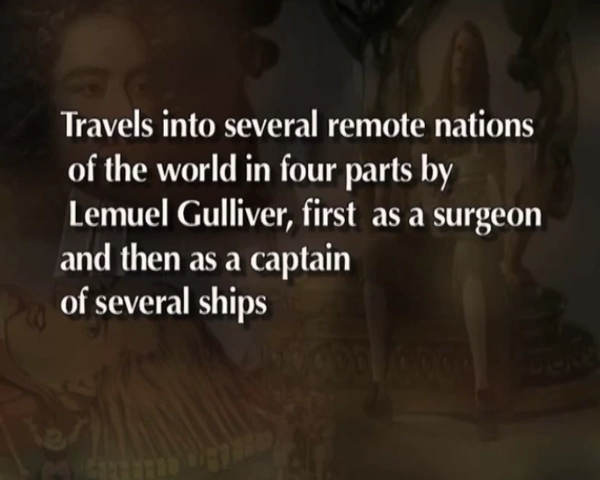 Travels into several remote nations
of the world in four parts by
Lemuel Gulliver, first as a surgeon
and then as a captain
of several ships